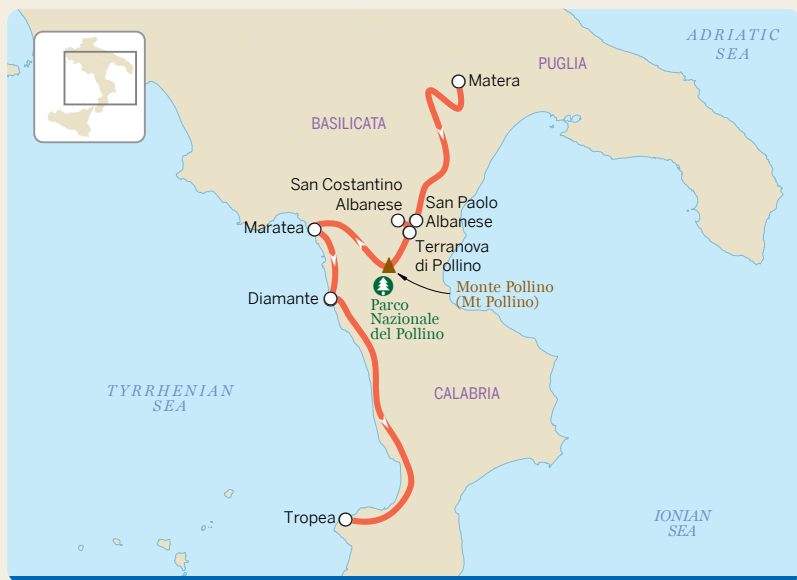 ADRIATIC
SEA
PUGLIA
Matera
BASILICATA
San Costantino
Albanese
San Paolo
Albanese
Maratea
Terranova
di Pollino
Monte Pollino
(Mt Pollino)
Diamante
Parco
Nazionale
del Pollino
TYRRHENIAN
SEA
CALABRIA
Tropea
IONIAN
SEA